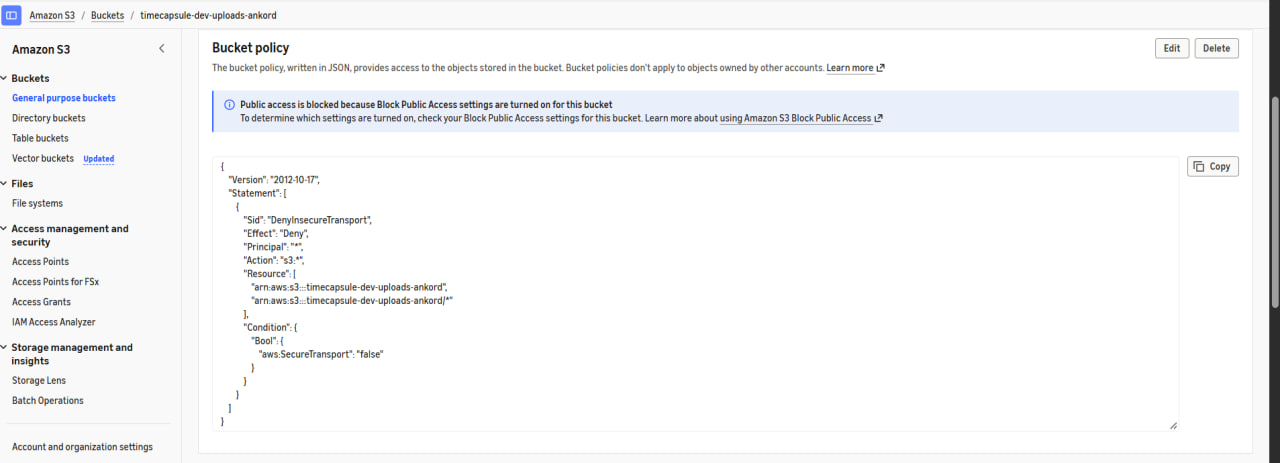 Amazon S3 / Buckets / timecapsule-dev-uploads-ankord
Amazon S3
Buckets
General purpose buckets
Directory buckets
Table buckets
Vector buckets Updated
Files
File systems
Access management and
security
Access Points
Access Points for FSx
Access Grants
IAM Access Analyzer
Storage management and
insights
Storage Lens
Batch Operations
Account and organization settings
Bucket policy
Edit
Delete
The bucket policy, written in JSON, provides access to the objects stored in the bucket. Bucket policies don't apply to objects owned by other accounts. Learn more
Public access is blocked because Block Public Access settings are turned on for this bucket
To determine which settings are turned on, check your Block Public Access settings for this bucket. Learn more about using Amazon S3 Block Public Access
Copy
{
"Version": "2012-10-17",
"Statement": [
{
"Sid": "DenyInsecureTransport",
"Effect": "Deny",
"Principal": "*",
"Action": "s3:*",
"Resource": [
"arn:aws:s3:::timecapsule-dev-uploads-ankord",
"arn:aws:s3:::timecapsule-dev-uploads-ankord/*"
],
"Condition": {
"Bool": {
"aws:SecureTransport": "false"
}
}
}
]
}